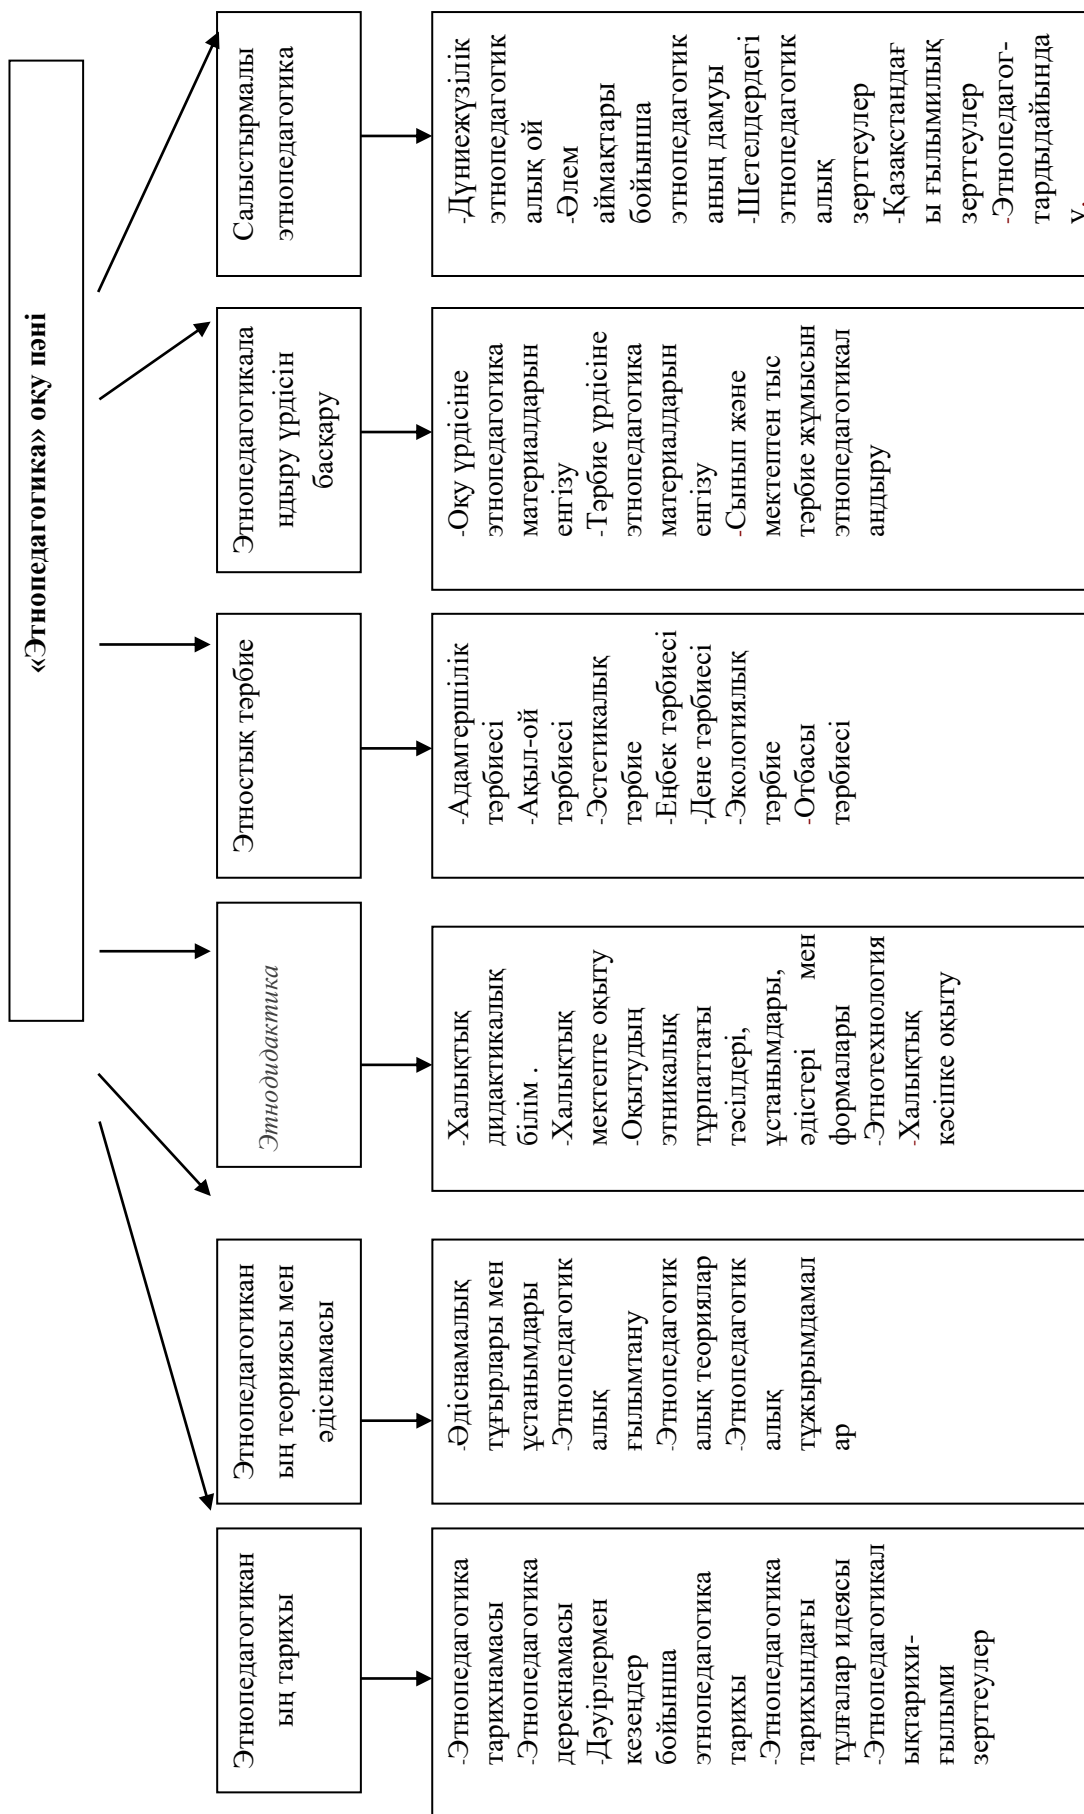 «Этнопедагогика» оқу пәні
Этнопедагогикан
ың тарихы
-Этнопедагогика
тарихнамасы
-Этнопедагогика
дерекнамасы
-Дәуірлермен
кезеңдер
бойынша
этнопедагогика
тарихы
-Этнопедагогика
тарихындағы
тұлғалар идеясы
-Этнопедагогикал
ықтарихи-
ғылыми
зерттеулер
Этнопедагогикан
ың теориясы мен
әдіснамасы
-Әдіснамалық
тұғырлары мен
ұстанымдары
-Этнопедагогик
алық
ғылымтану
-Этнопедагогик
алық теориялар
-Этнопедагогик
алық
тұжырымдамал
ар
Этнодидактика
-Халықтық
дидактикалық
білім .
-Халықтық
мектепте оқыту
-Оқытудың
этникалық
тұрпаттағы
тәсілдері,
ұстанымдары,
әдістері мен
формалары
-Этнотехнология
-Халықтық
кәсіпке оқыту
Этностық тәрбие
-Адамгершілік
тәрбиесі
-Ақыл-ой
тәрбиесі
-Эстетикалық
тәрбие
-Еңбек тәрбиесі
-Дене тәрбиесі
-Экологиялық
тәрбие
-Отбасы
тәрбиесі
Этнопедагогикала
ндыру үрдісін
басқару
-Оқу үрдісіне
этнопедагогика
материалдарын
енгізу
-Тәрбие үрдісіне
этнопедагогика
материалдарын
енгізу
-Сынып және
мектептен тыс
тәрбие жұмысын
этнопедагогикал
андыру
Салыстырмалы
этнопедагогика
-Дүниежүзілік
этнопедагогик
алық ой
-Әлем
аймақтары
бойынша
этнопедагогик
аның дамуы
-Шетелдердегі
этнопедагогик
алық
зерттеулер
-Қазақстандағ
ы ғылымилық
зерттеулер
-Этнопедагог-
тардыдайында
у.